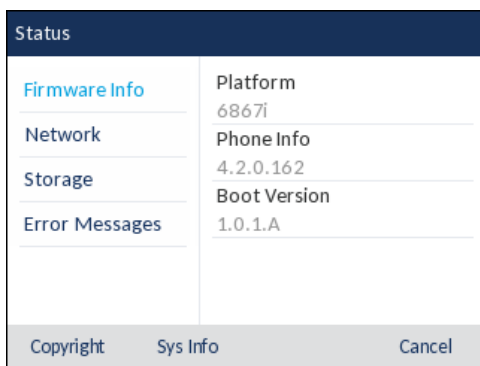 Status
Firmware Info
Network
Storage
Error Messages
Platform
6867i
Phone Info
4.2.0.162
Boot Version
1.0.1.A
Copyright Sys Info Cancel